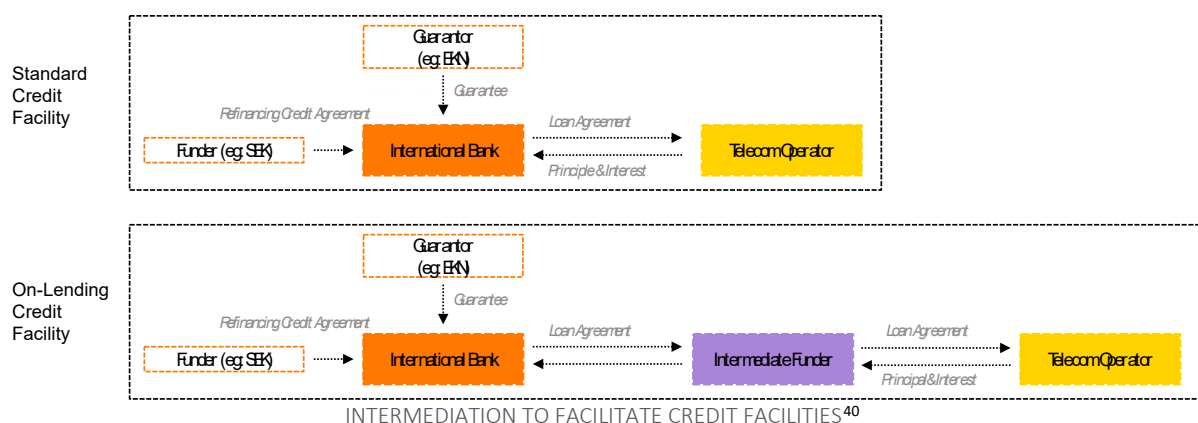 Standard
Credit
Facility
Guarantor
(eg: EKN)
Guarantee
Refinancing Credit Agreement
Loan Agreement
Funder (eg: SEK)
International Bank
Telecom Operator
Principle & Interest
On-Lending
Credit
Facility
Guarantor
(eg: EKN)
Guarantee
Refinancing Credit Agreement
Loan Agreement
Loan Agreement
Funder (eg: SEK)
International Bank
Intermediate Funder
Telecom Operator
Principal & Interest
INTERMEDIATION TO FACILITATE CREDIT FACILITIES40